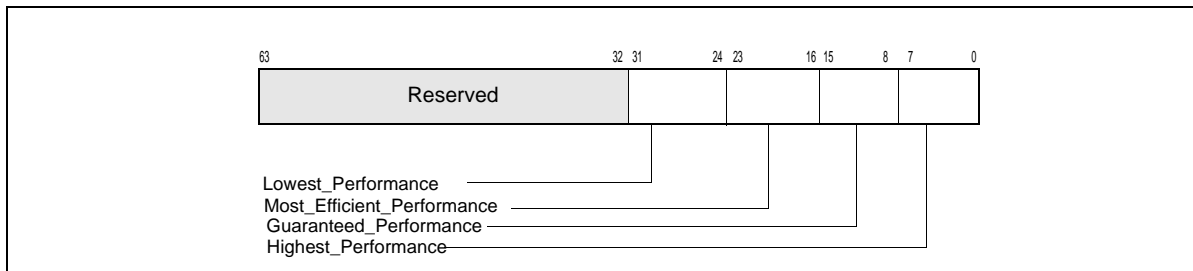 63 32 31 24 23 16 15 8 7 0
Reserved
Lowest_Performance
Most_Efficient_Performance
Guaranteed_Performance
Highest_Performance